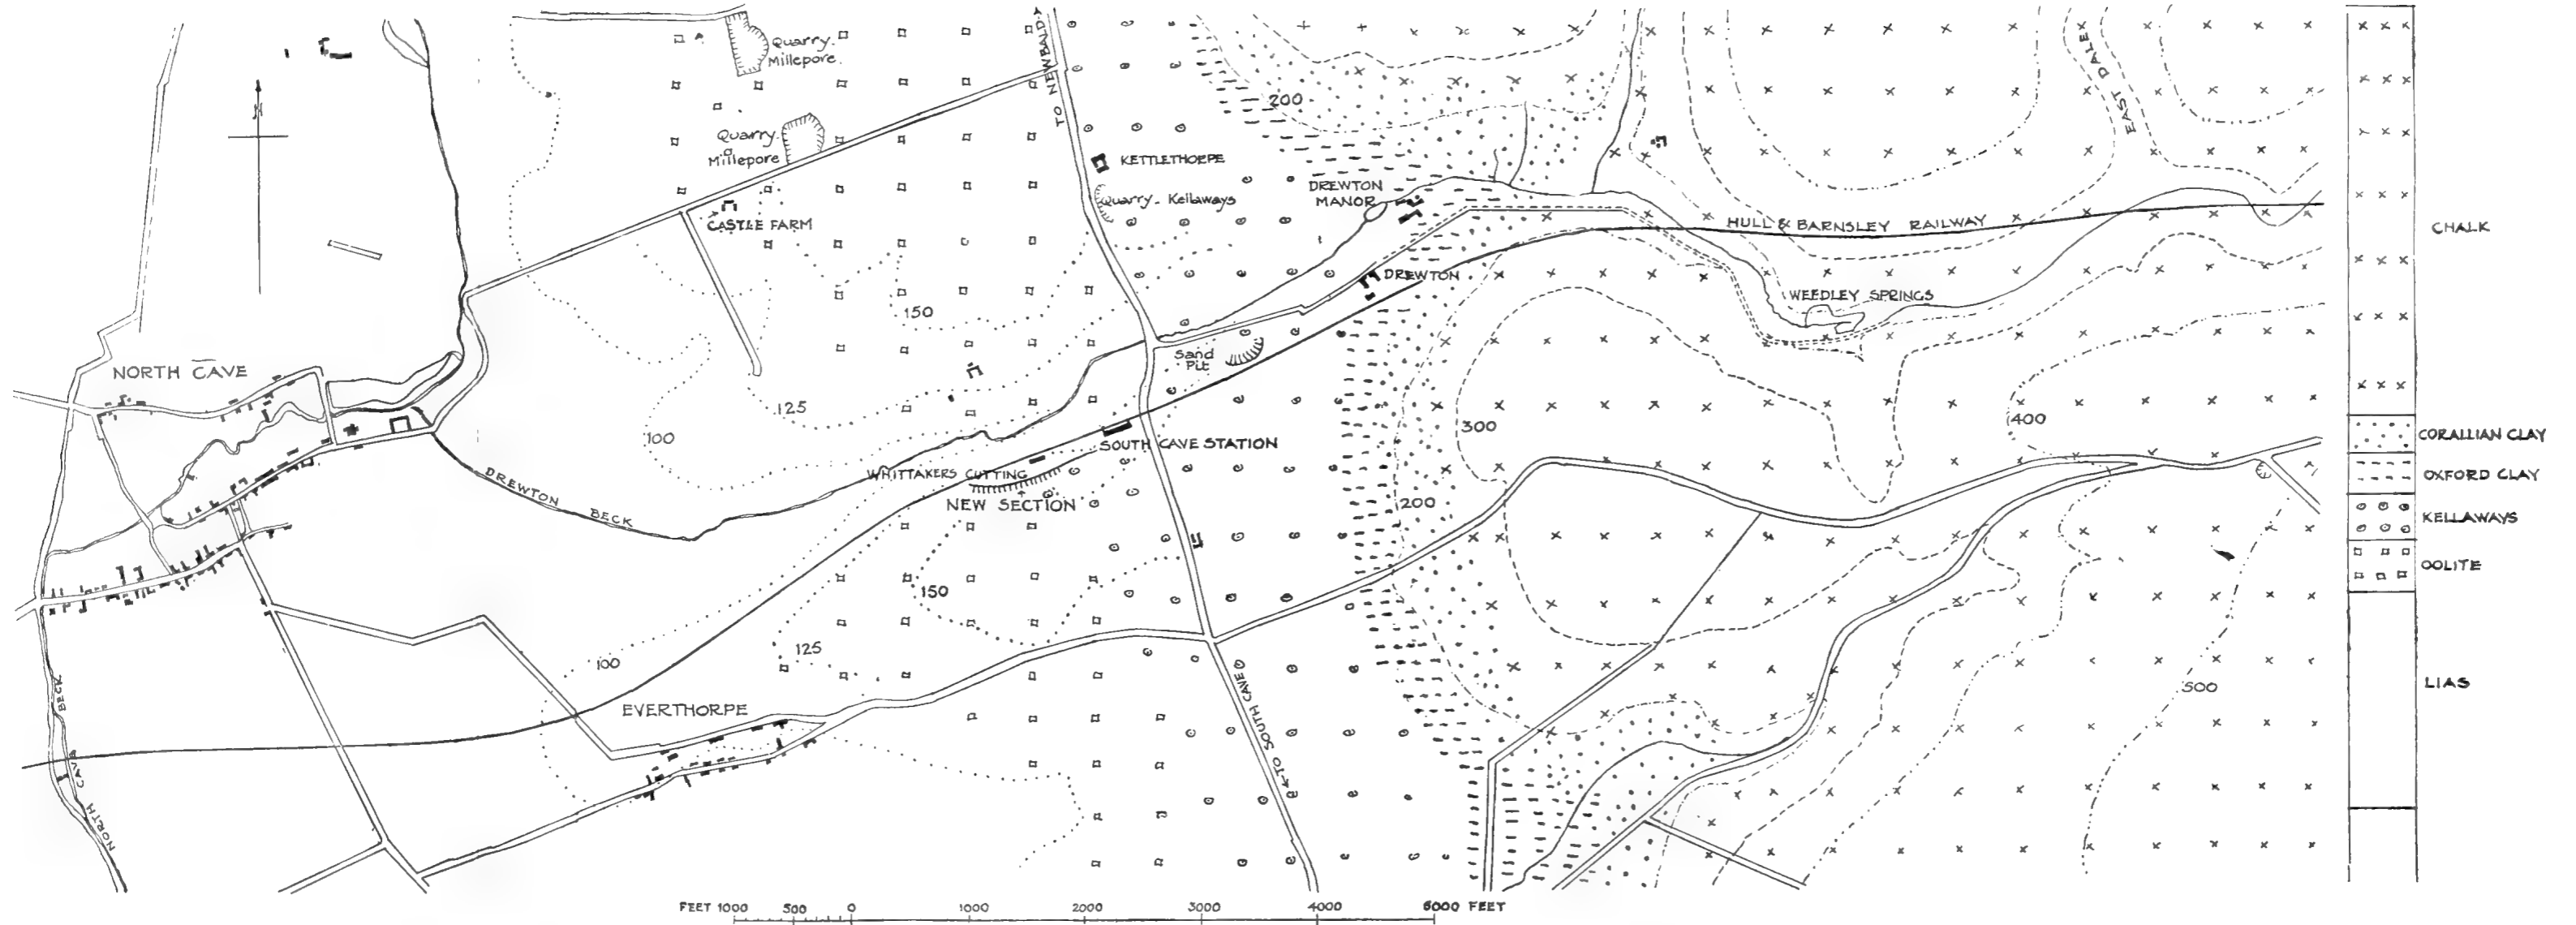 Quarry.
Millepore.
Quarry.
Millepore
N
TO NEWBALD
200
EAST DALE
KETTLETHORPE
Quarry - Kellaways
DREWTON
MANOR
CASTLE FARM
HULL & BARNSLEY RAILWAY
DREWTON
WEEDLEY SPRINGS
150
NORTH CAVE
Sand
Pit
125
100
300
400
SOUTH CAVE STATION
WHITTAKERS CUTTING
NEW SECTION
200
DREWTON BECK
150
125
100
EVERTHORPE
TO SOUTH CAVE
500
NORTH CAVE BECK
CHALK
CORALLIAN CLAY
OXFORD CLAY
KELLAWAYS
OOLITE
LIAS
FEET 1000 500 0 1000 2000 3000 4000 5000 FEET